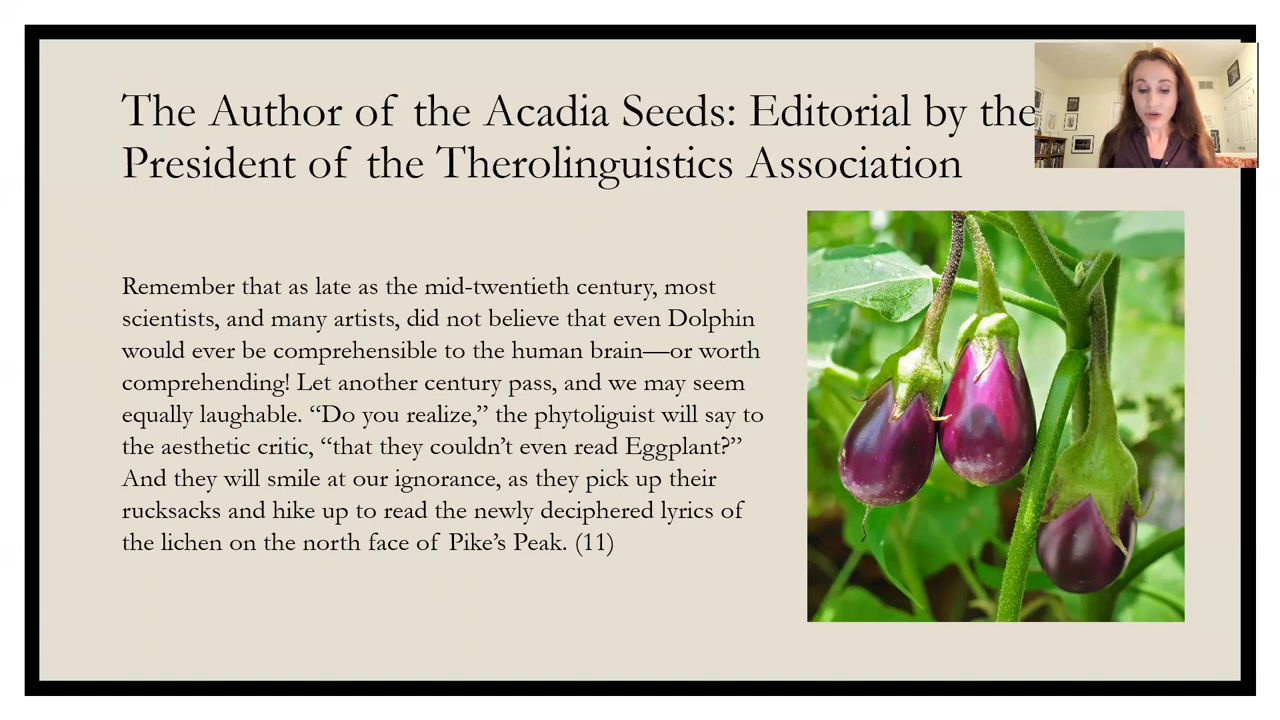 The Author of the Acadia Seeds: Editorial by the
President of the Therolinguistics Association
Remember that as late as the mid-twentieth century, most
scientists, and many artists, did not believe that even Dolphin
would ever be comprehensible to the human brain—or worth
comprehending! Let another century pass, and we may seem
equally laughable. “Do you realize,” the phytoliguist will say to
the aesthetic critic, “that they couldn’t even read Eggplant?”
And they will smile at our ignorance, as they pick up their
rucksacks and hike up to read the newly deciphered lyrics of
the lichen on the north face of Pike’s Peak. (11)